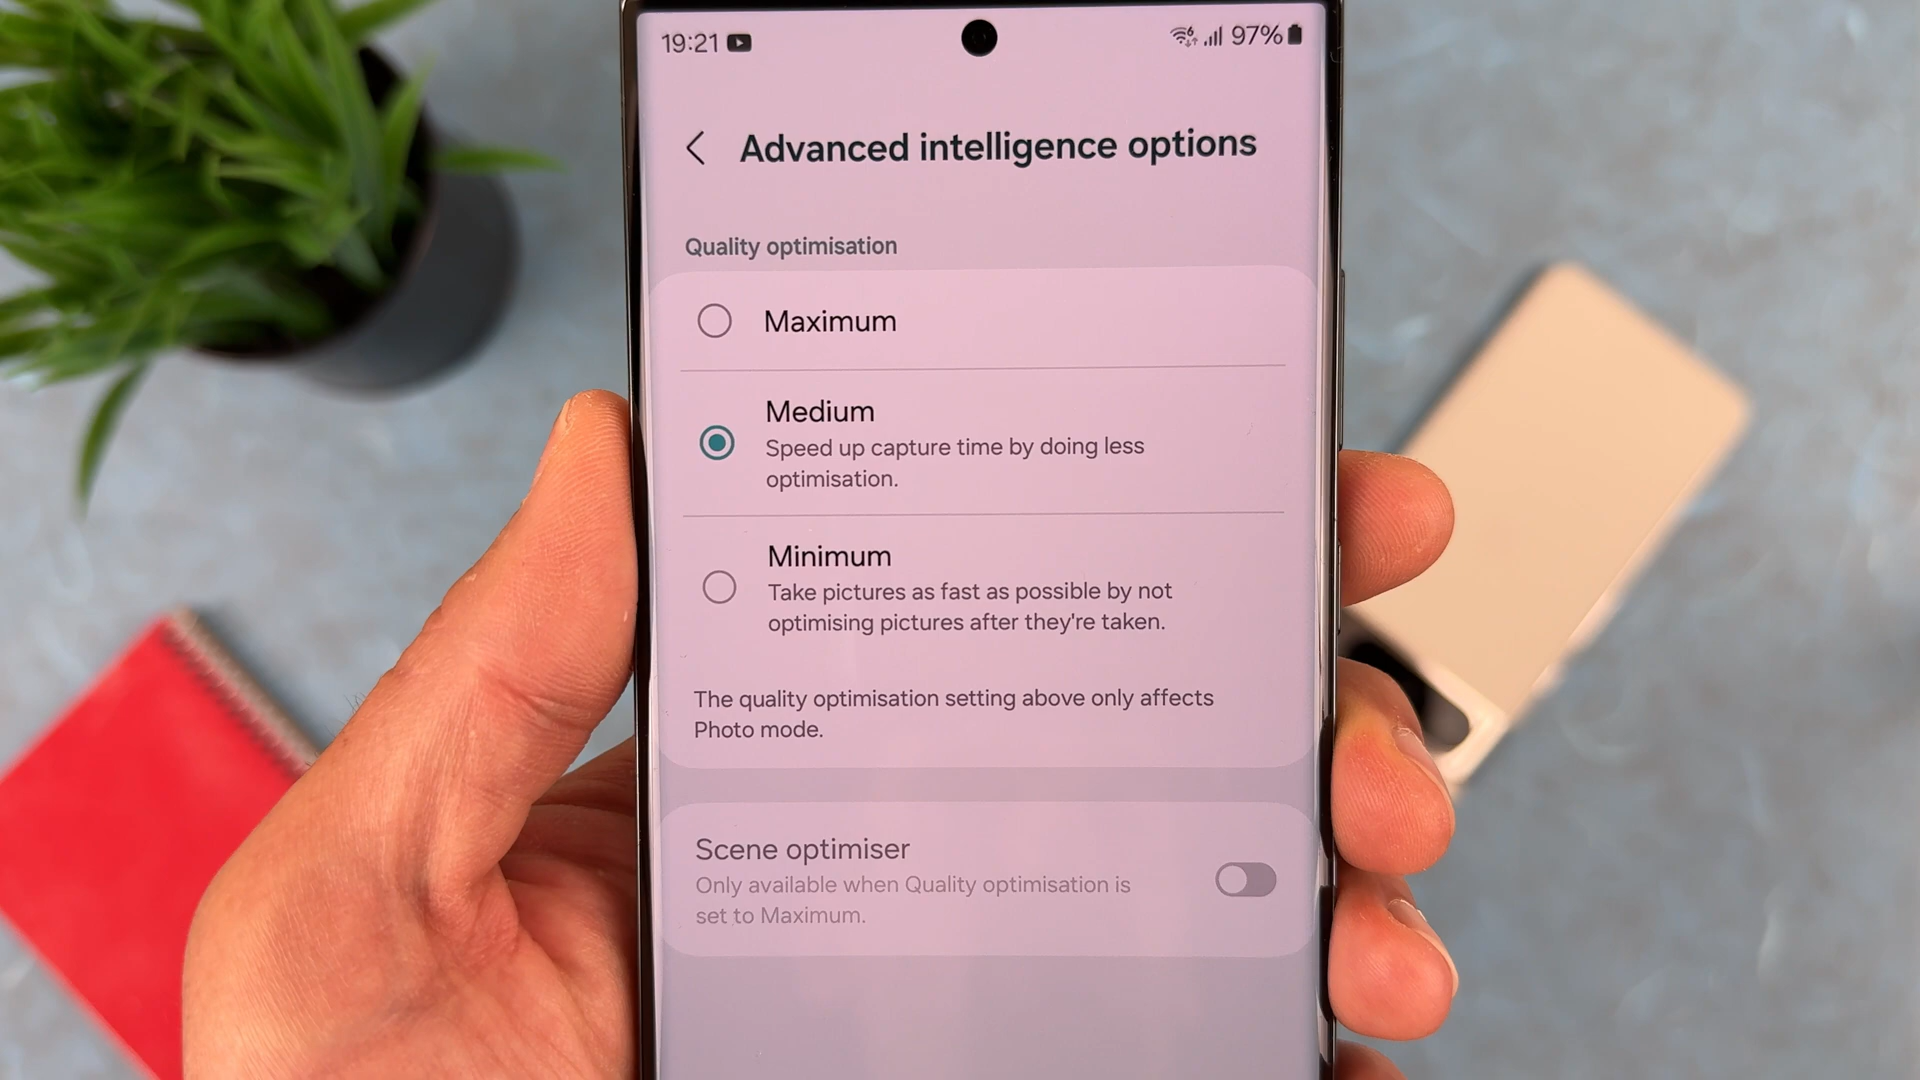 19:21 97%
Advanced intelligence options
Quality optimisation
Maximum
Medium
Speed up capture time by doing less
optimisation.
Minimum
Take pictures as fast as possible by not
optimising pictures after they're taken.
The quality optimisation setting above only affects
Photo mode.
Scene optimiser
Only available when Quality optimisation is
set to Maximum.